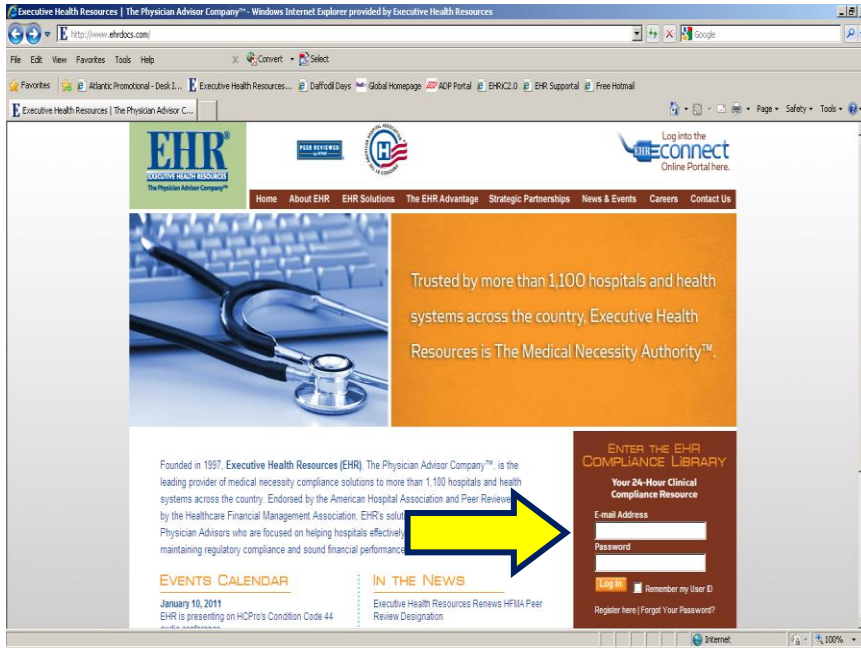 Executive Health Resources | The Physician Advisor Company™ - Windows Internet Explorer provided by Executive Health Resources
http://www.ehrdocs.com/
Google
File Edit View Favorites Tools Help
X Convert Select
Favorites Atlantic Promotional - Desk I... Executive Health Resources... Daffodil Days Global Homepage ADP Portal EHRiC2.0 EHR Supportal Free Hotmail
Executive Health Resources | The Physician Advisor C...
Page Safety Tools
EHR®
EXECUTIVE HEALTH RESOURCES
The Physician Advisor Company™
PEER REVIEWED
AMERICAN HOSPITAL ASSOCIATION
H
Log into the
EHR CONNECT
Online Portal here.
Home About EHR EHR Solutions The EHR Advantage Strategic Partnerships News & Events Careers Contact Us
Trusted by more than 1,100 hospitals and health
systems across the country, Executive Health
Resources is The Medical Necessity Authority™.
Founded in 1997, Executive Health Resources (EHR), The Physician Advisor Company™, is the
leading provider of medical necessity compliance solutions to more than 1,100 hospitals and health
systems across the country. Endorsed by the American Hospital Association and Peer Reviewe
by the Healthcare Financial Management Association, EHR's solut
Physician Advisors who are focused on helping hospitals effectively
maintaining regulatory compliance and sound financial performance
EVENTS CALENDAR
January 10, 2011
EHR is presenting on HCPro's Condition Code 44
audio conference
IN THE NEWS
Executive Health Resources Renews HFMA Peer
Review Designation
ENTER THE EHR
COMPLIANCE LIBRARY
Your 24-Hour Clinical
Compliance Resource
E-mail Address
Password
Log In Remember my User ID
Register here | Forgot Your Password?
Internet 100%